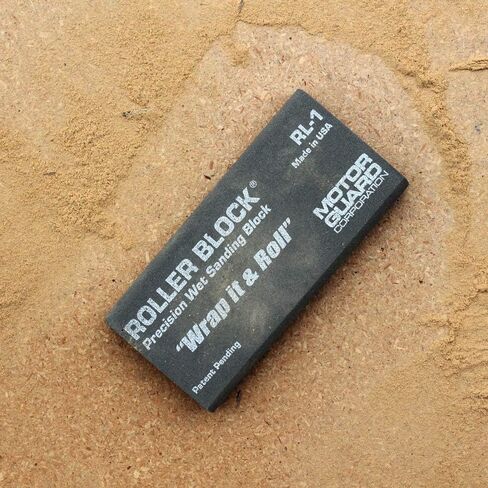 ROLLER BLOCK®
Precision Wet Sanding Block
"Wrap it & Roll"
Patent Pending
RL-1
Made in USA
MOTOR
GUARD
CORPORATION